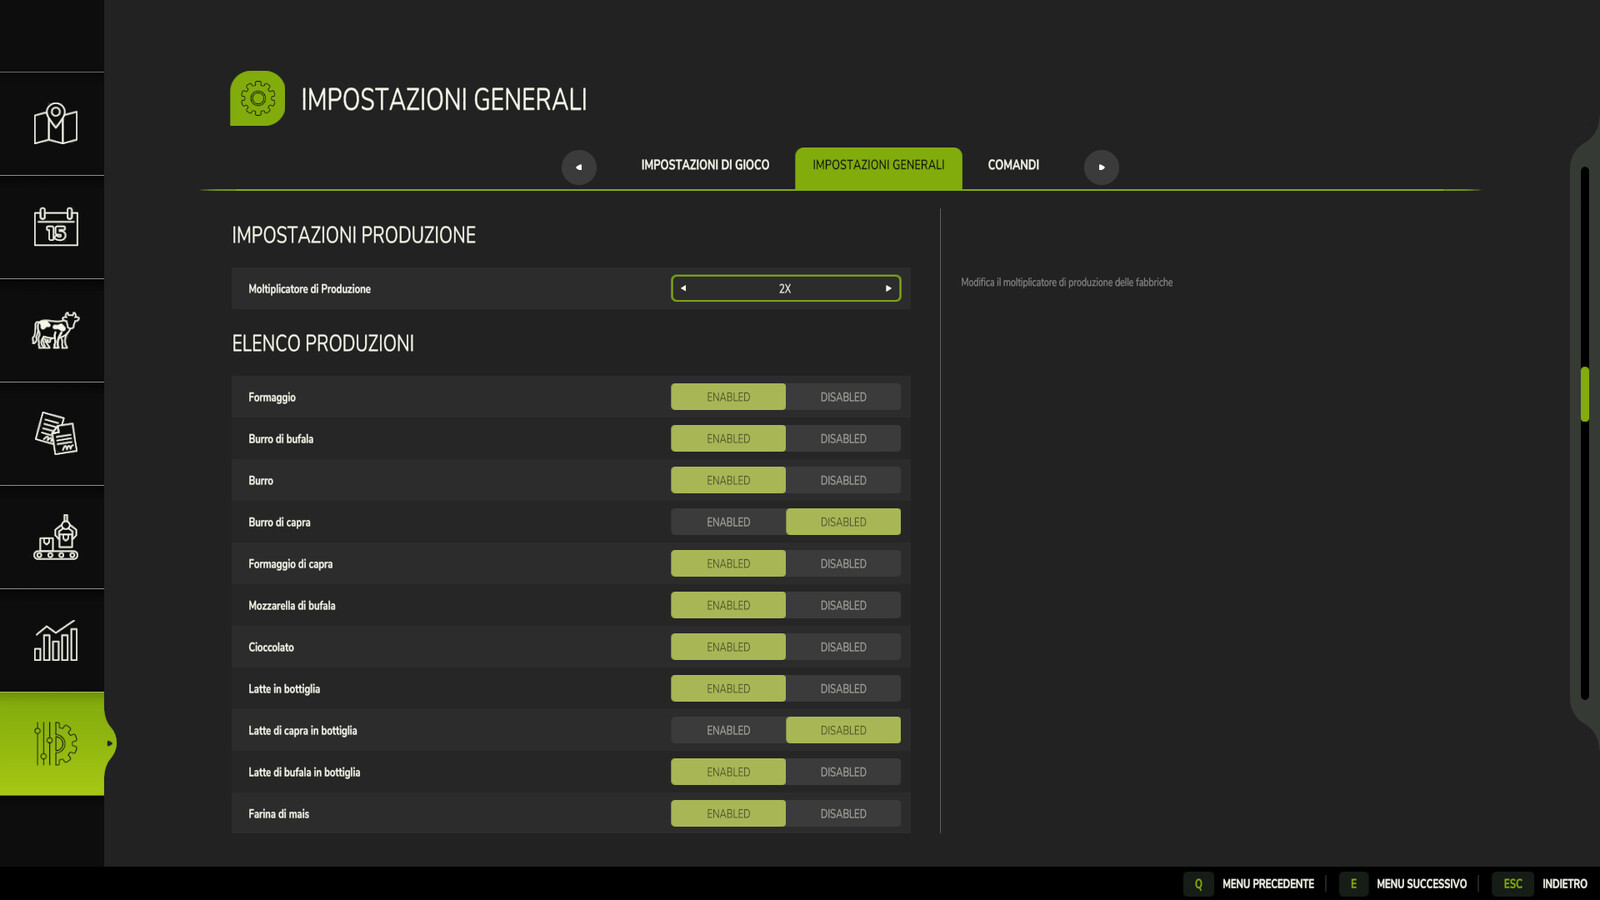 IMPOSTAZIONI GENERALI
IMPOSTAZIONI DI GIOCO IMPOSTAZIONI GENERALI COMANDI
IMPOSTAZIONI PRODUZIONE
Moltiplicatore di Produzione 2X
Modifica il moltiplicatore di produzione delle fabbriche
ELENCO PRODUZIONI
Formaggio ENABLED DISABLED
Burro di bufala ENABLED DISABLED
Burro ENABLED DISABLED
Burro di capra ENABLED DISABLED
Formaggio di capra ENABLED DISABLED
Mozzarella di bufala ENABLED DISABLED
Cioccolato ENABLED DISABLED
Latte in bottiglia ENABLED DISABLED
Latte di capra in bottiglia ENABLED DISABLED
Latte di bufala in bottiglia ENABLED DISABLED
Farina di mais ENABLED DISABLED
15
Q MENU PRECEDENTE E MENU SUCCESSIVO ESC INDIETRO